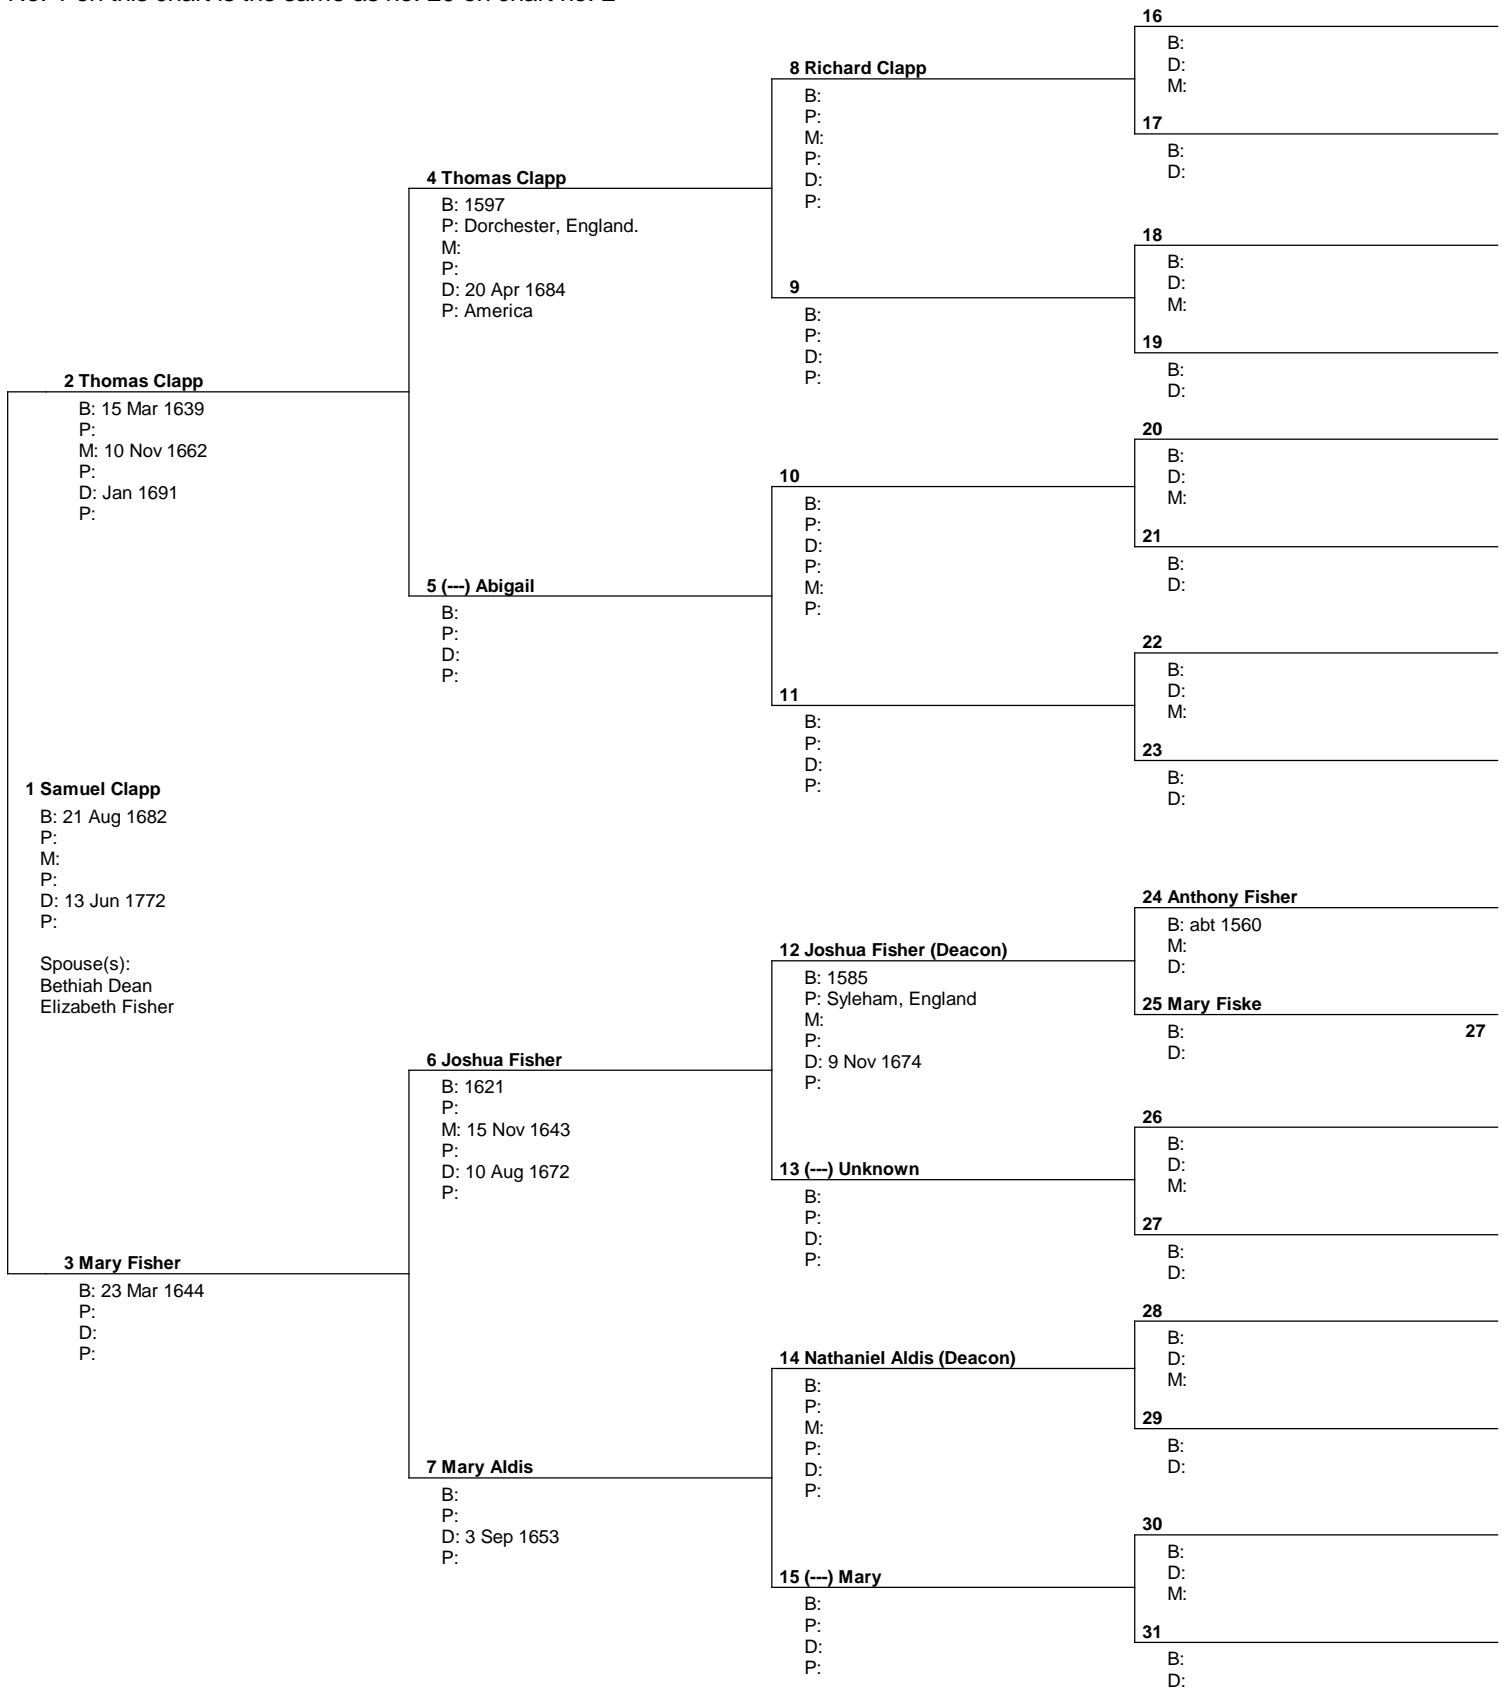 on this chart is the same as no. on chart no.
1 Samuel Clapp
B: 21 Aug 1682
P:
M:
P:
D: 13 Jun 1772
P:
Spouse(s):
Bethiah Dean
Elizabeth Fisher
2 Thomas Clapp
B: 15 Mar 1639
P:
M: 10 Nov 1662
P:
D: Jan 1691
P:
3 Mary Fisher
B: 23 Mar 1644
P:
D:
P:
4 Thomas Clapp
B: 1597
P: Dorchester, England.
M:
P:
D: 20 Apr 1684
P: America
5 (---) Abigail
B:
P:
D:
P:
6 Joshua Fisher
B: 1621
P:
M: 15 Nov 1643
P:
D: 10 Aug 1672
P:
7 Mary Aldis
B:
P:
D: 3 Sep 1653
P:
8 Richard Clapp
B:
P:
M:
P:
D:
P:
9
B:
P:
D:
P:
10
B:
P:
D:
P:
M:
P:
11
B:
P:
D:
P:
12 Joshua Fisher (Deacon)
B: 1585
P: Syleham, England
M:
P:
D: 9 Nov 1674
P:
13 (---) Unknown
B:
P:
D:
P:
14 Nathaniel Aldis (Deacon)
B:
P:
M:
P:
D:
P:
15 (---) Mary
B:
P:
D:
P:
16
B:
D:
M:
17
B:
D:
18
B:
D:
M:
19
B:
D:
20
B:
D:
M:
21
B:
D:
22
B:
D:
M:
23
B:
D:
24 Anthony Fisher
B: abt 1560
M:
D:
25 Mary Fiske
B: 27
D:
26
B:
D:
M:
27
B:
D:
28
B:
D:
M:
29
B:
D:
30
B:
D:
M:
31
B:
D: